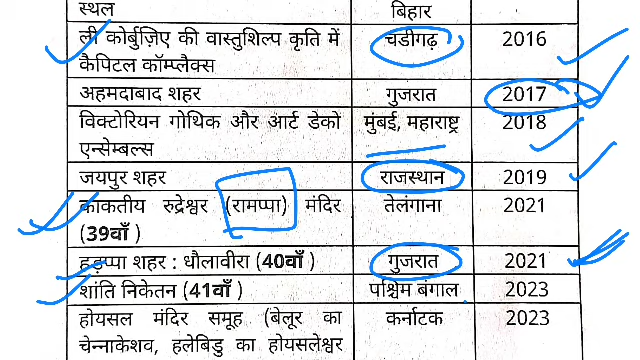 स्थल बिहार
ली कोर्बुज़िए की वास्तुशिल्प कृति में चंडीगढ़ 2016
कैपिटल कॉम्प्लैक्स
अहमदाबाद शहर गुजरात 2017
विक्टोरियन गोथिक और आर्ट डेको मुंबई, महाराष्ट्र 2018
एन्सेम्बल्स
जयपुर शहर राजस्थान 2019
काकतीय रुद्रेश्वर (रामप्पा) मंदिर तेलंगाना 2021
(39वाँ )
हड़प्पा शहर : धौलावीरा (40वाँ ) गुजरात 2021
शांति निकेतन (41वाँ ) पश्चिम बंगाल 2023
होयसल मंदिर समूह (बेलूर का कर्नाटक 2023
चेन्नाकेशव, हलेबिडु का होयसलेश्वर